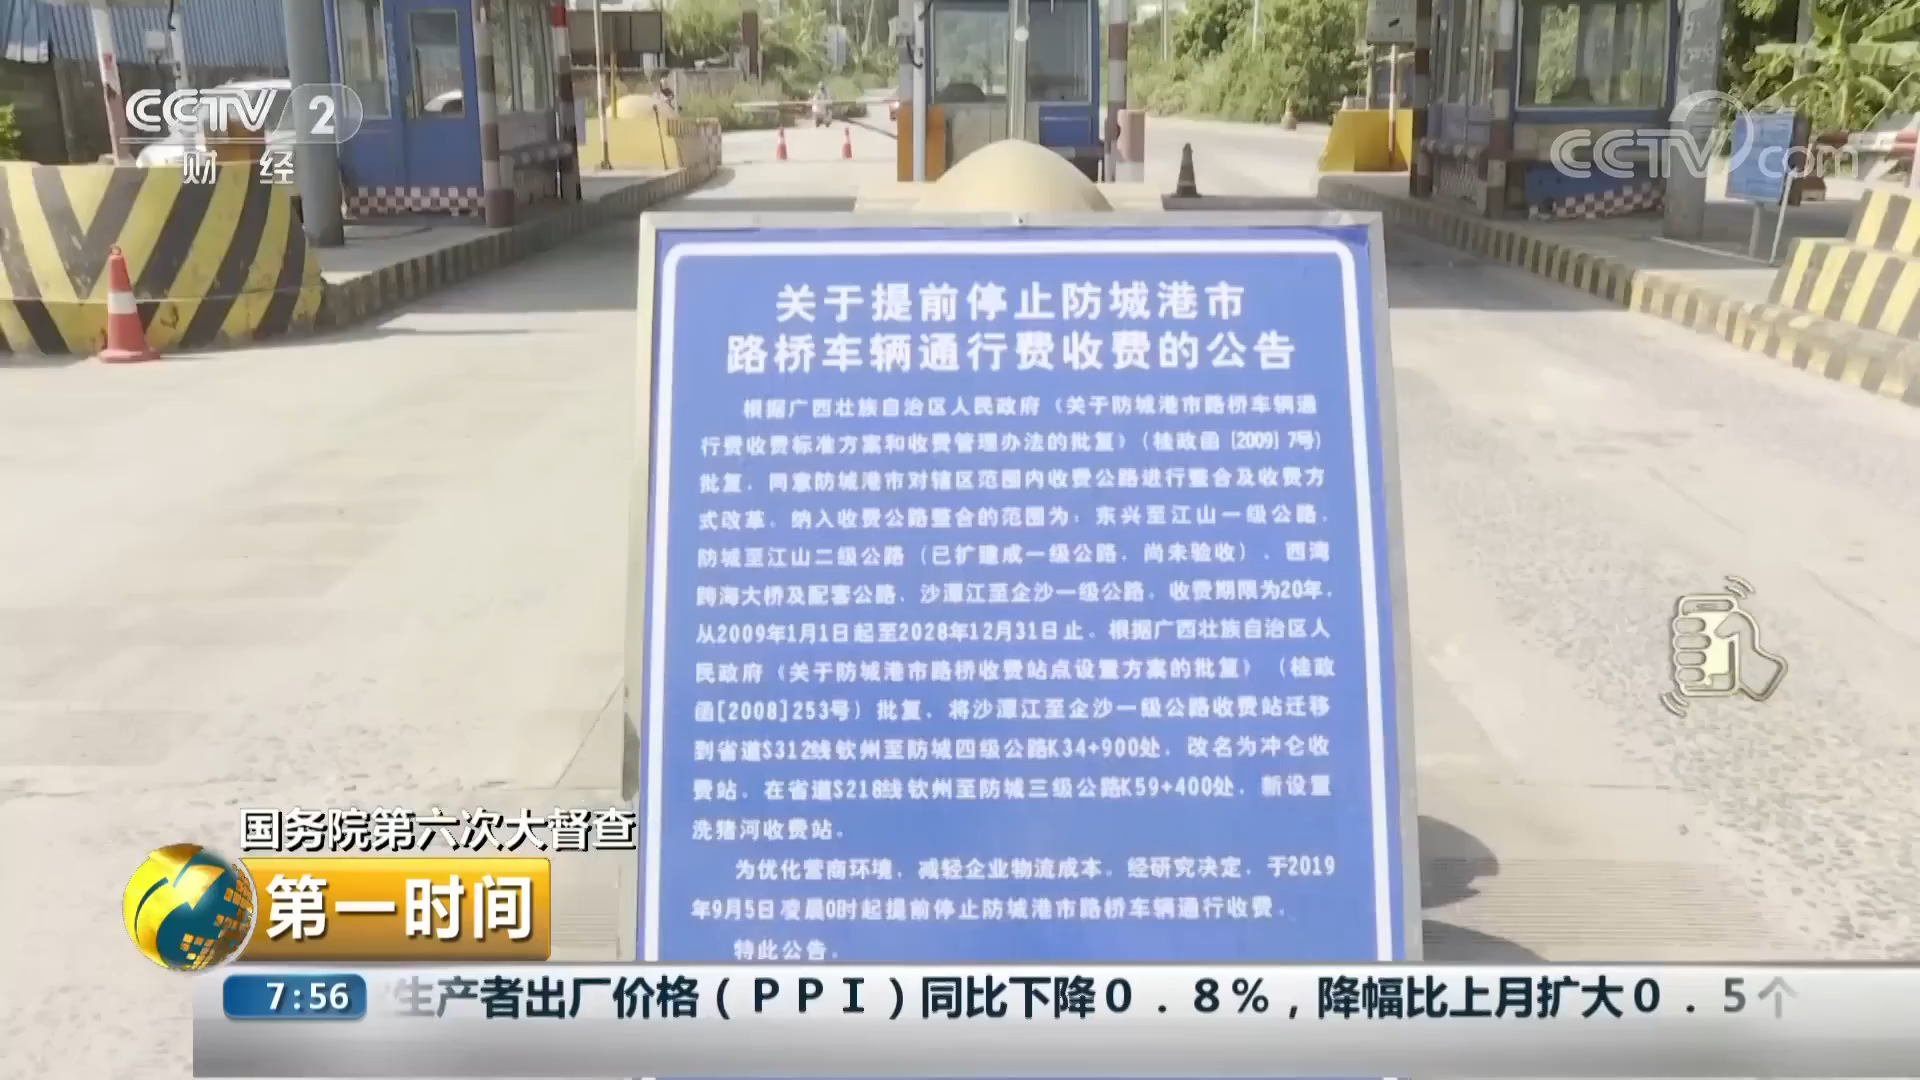 CCTV 2
财 经
CCTV.com
关于提前停止防城港市
路桥车辆通行费收费的公告
根据广西壮族自治区人民政府《关于防城港市路桥车辆通
行费收费标准方案和收费管理办法的批复》（桂政函〔2009〕7号）
批复，同意防城港市对辖区范围内收费公路进行整合及收费方
式改革，纳入收费公路整合的范围为：东兴至江山一级公路、
防城至江山二级公路（已扩建成一级公路，尚未验收）、西湾
跨海大桥及配套公路、沙潭江至企沙一级公路。收费期限为20年，
从2009年1月1日起至2028年12月31日止。根据广西壮族自治区人
民政府《关于防城港市路桥收费站点设置方案的批复》（桂政
函[2008]253号）批复，将沙潭江至企沙一级公路收费站迁移
到省道S312线钦州至防城四级公路K34+900处，改名为冲仑收
费站，在省道S218线钦州至防城三级公路K59+400处，新设置
洗猪河收费站。
为优化营商环境，减轻企业物流成本。经研究决定，于2019
年9月5日凌晨0时起提前停止防城港市路桥车辆通行收费。
特此公告。
国务院第六次大督查
第一时间
7:56 生产者出厂价格（PPI）同比下降0.8%，降幅比上月扩大0.5个